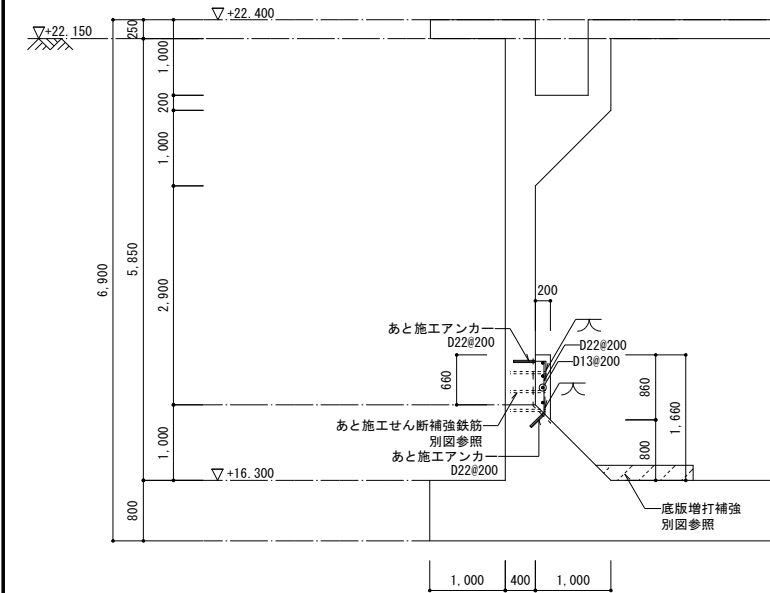 +22.400
+22.150
250
1,000
200
1,000
6,900
5,850
2,900
200
あと施工アンカー
D22@200
D22@200
D13@200
660
860
1,660
あと施工せん断補強鉄筋
別図参照
1,000
あと施工アンカー
D22@200
800
+16.300
800
底版増打補強
別図参照
1,000
400
1,000